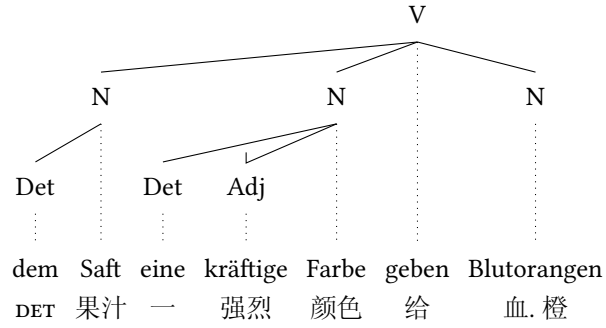 V
N N N
Det Det Adj
dem Saft eine kräftige Farbe geben Blutorangen
DET 果汁 一 强烈 颜色 给 血. 橙